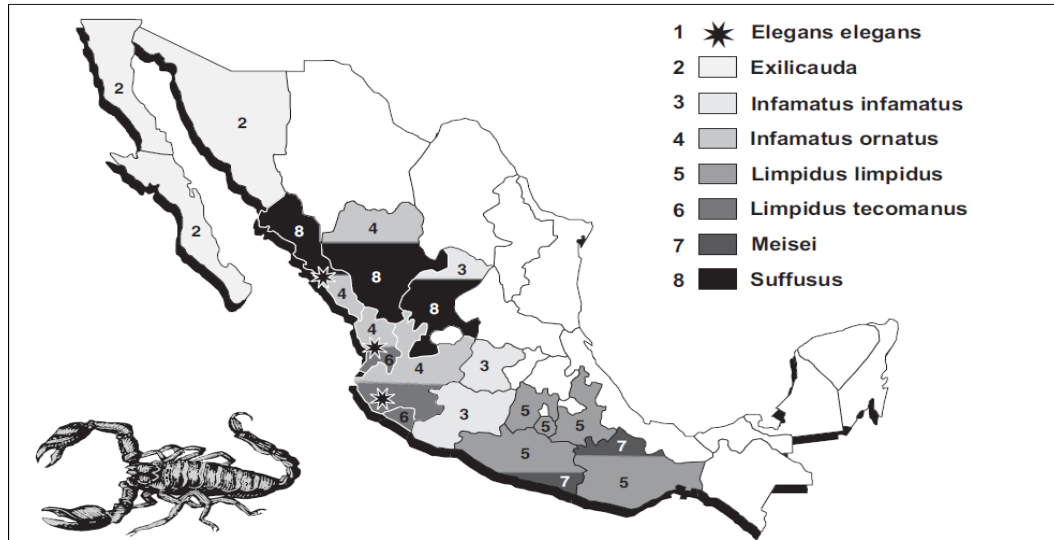 1 Elegans elegans
2 Exilicauda
3 Infamatus infamatus
4 Infamatus ornatus
5 Limpidus limpidus
6 Limpidus tecomanus
7 Meisei
8 Suffusus
2
2
2
8
4
8
3
4
8
4
6
4
3
6
3
5
5
5
5
7
7
5